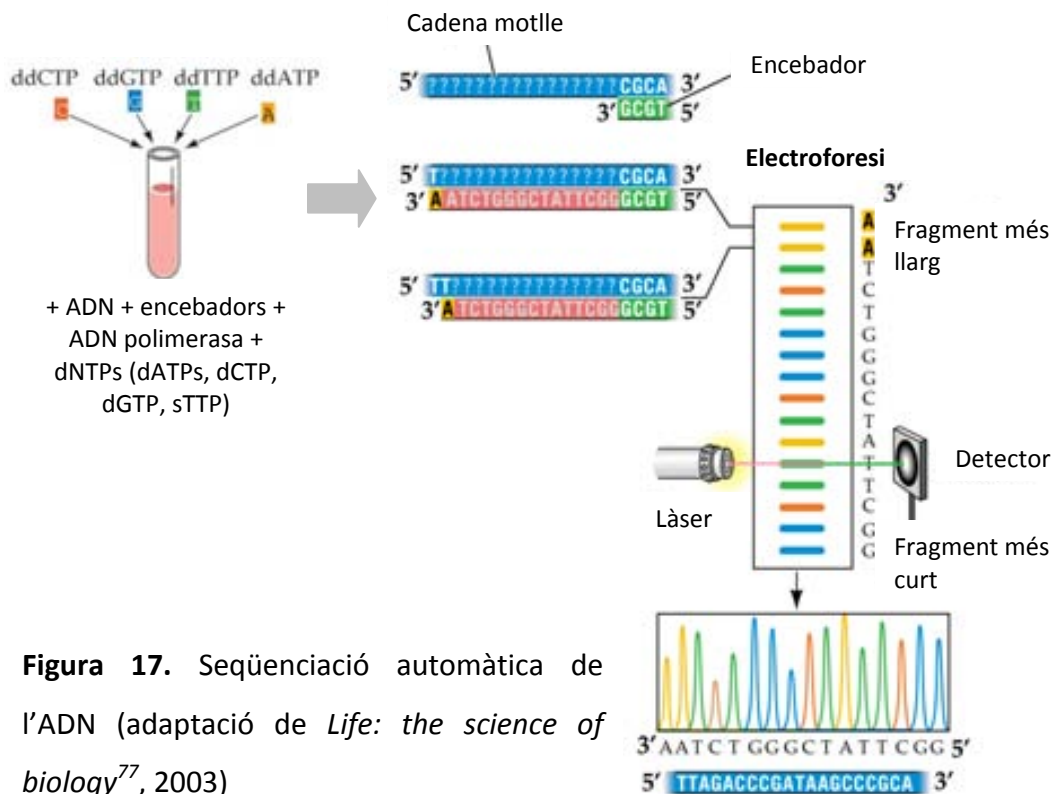 Cadena motlle
ddCTP ddGTP ddTTP ddATP
C G T A
5' ???????????????CGCA 3'
Encebador
3' GCGT 5'
+ ADN + encebadors +
ADN polimerasa +
dNTPs (dATPs, dCTP,
dGTP, sTTP)
5' T??????????????CGCA 3'
3' AATCTGGGCTATTCGGGCGT 5'
5' TT?????????????CGCA 3'
3' ATCTGGGCTATTCGGGCGT 5'
Electroforesi
3'
A
A
T
C
T
G
G
G
C
T
A
T
T
C
G
G
Fragment més
llarg
Làser
Detector
Fragment més
curt
3' AATCTGGGCTATTCGG 5'
5' TTAGACCCGATAAGCCCGCA 3'
Figura 17. Seqüenciació automàtica de
l'ADN (adaptació de Life: the science of
biology77, 2003)